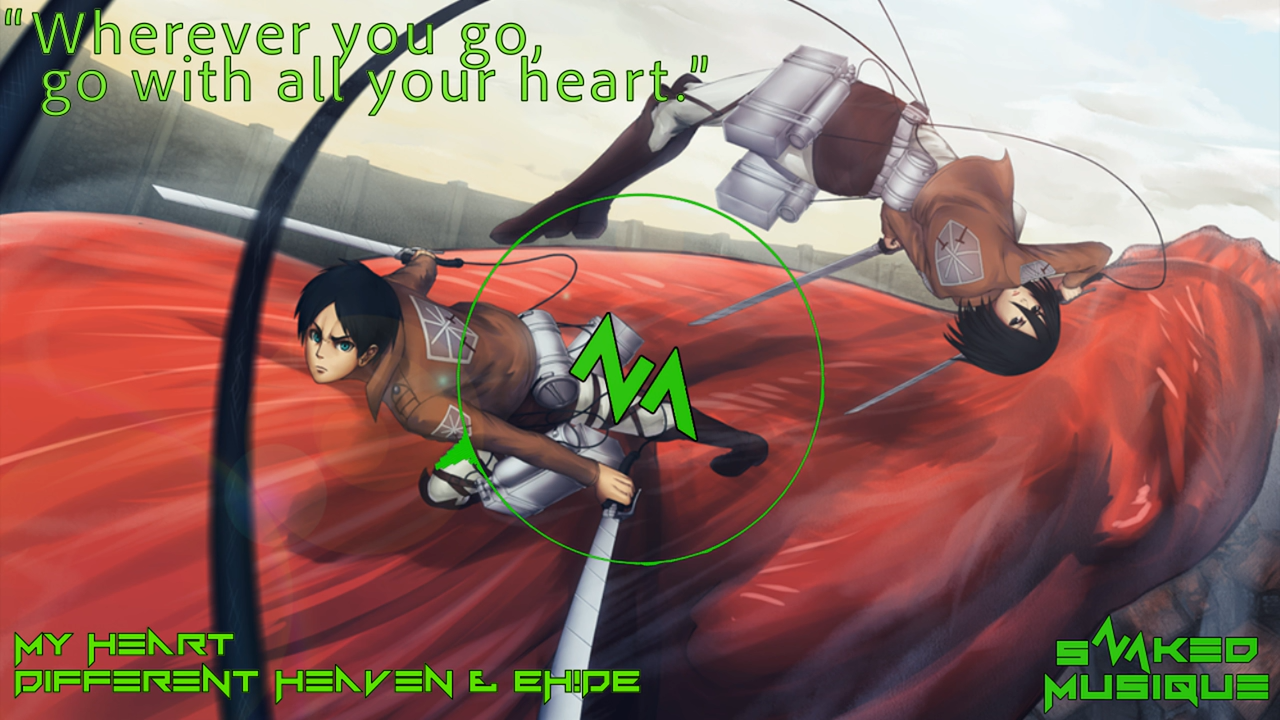 "Wherever you go,
go with all your heart."
MY HEART
DIFFERENT HEAVEN & EH!DE
SNAKED
MUSIQUE